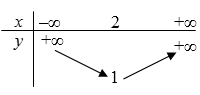 x –∞ 2 +∞
y +∞ +∞
1